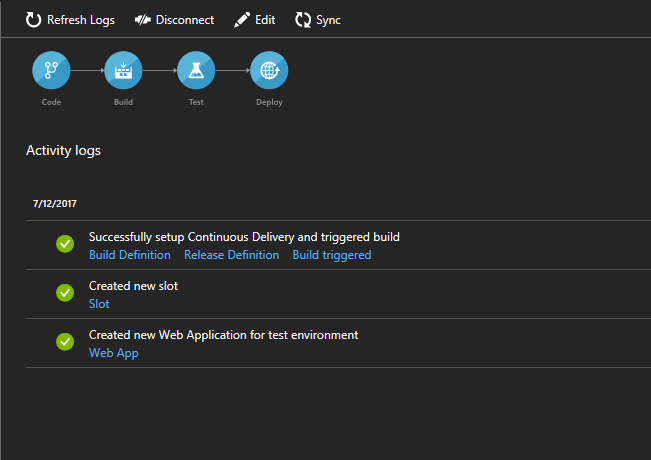 Refresh Logs Disconnect Edit Sync
Code Build Test Deploy
Activity logs
7/12/2017
Successfully setup Continuous Delivery and triggered build
Build Definition Release Definition Build triggered
Created new slot
Slot
Created new Web Application for test environment
Web App